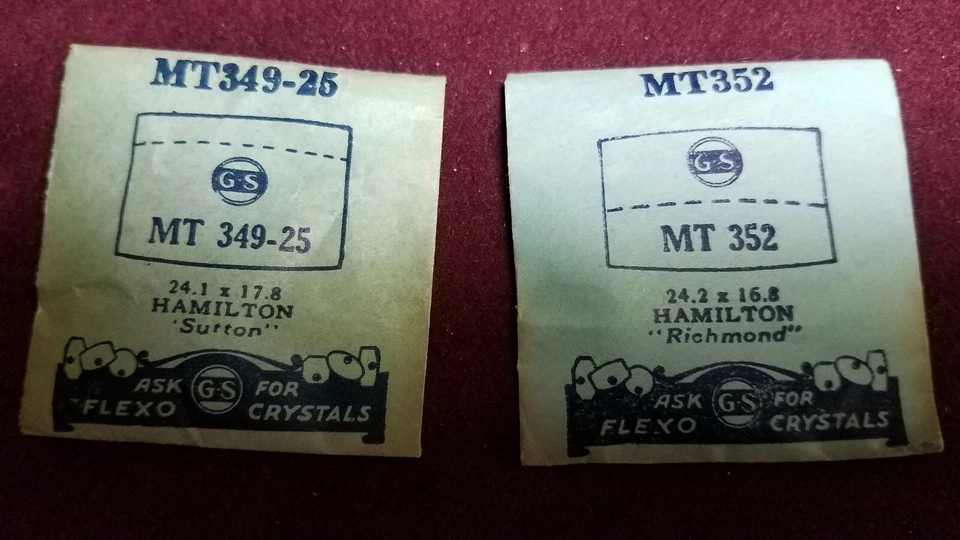 MT349-25
G-S
MT 349-25
24.1 x 17.8
HAMILTON
'Sutton"
ASK G-S FOR
FLEXO CRYSTALS
MT352
G-S
MT 352
24.2 x 16.8
HAMILTON
"Richmond"
ASK G-S FOR
FLEXO CRYSTALS